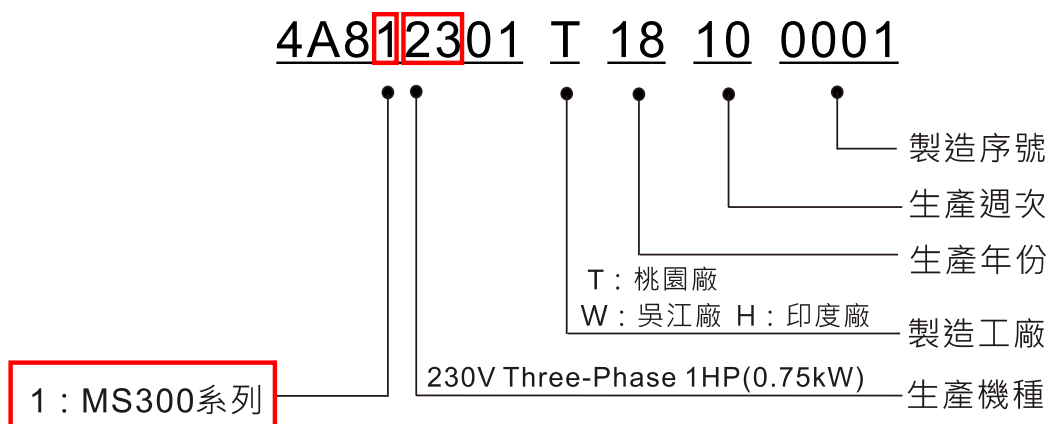 4A812301 T 18 10 0001
製造序號
生產週次
生產年份
T：桃園廠
W：吳江廠 H：印度廠
製造工廠
230V Three-Phase 1HP(0.75kW)
生產機種
1：MS300系列